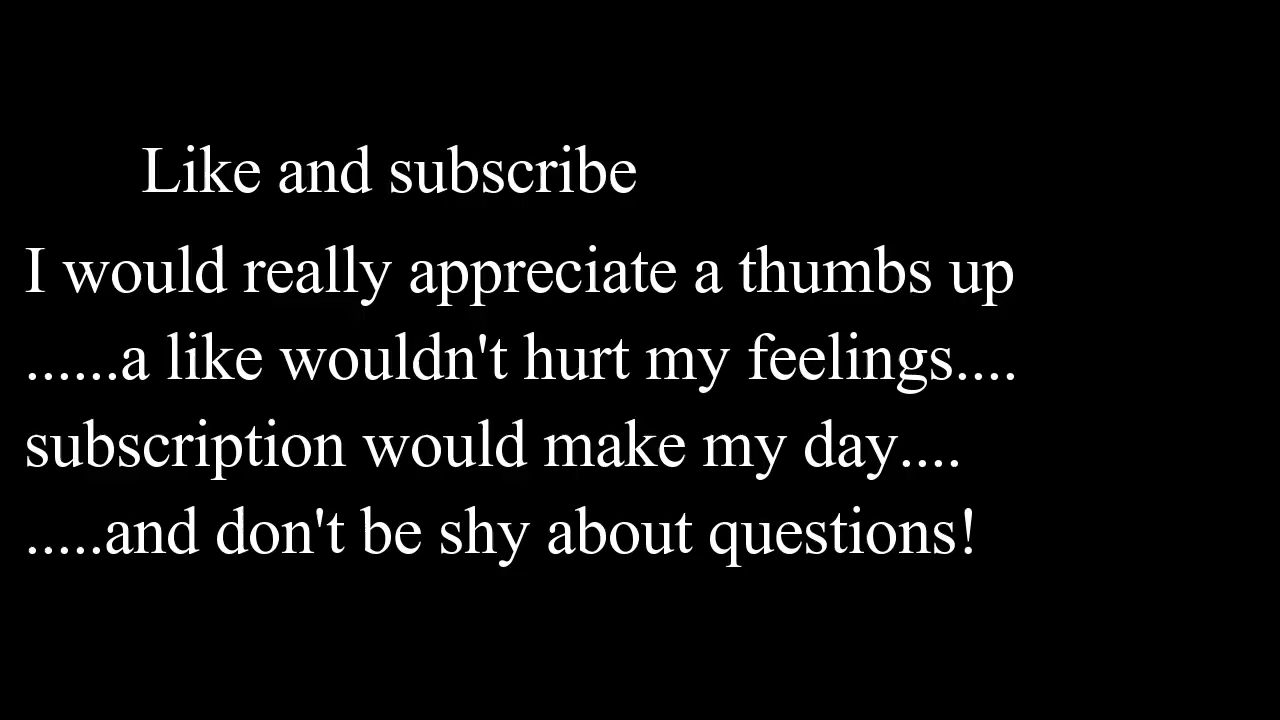 Like and subscribe
I would really appreciate a thumbs up
......a like wouldn't hurt my feelings....
subscription would make my day....
.....and don't be shy about questions!